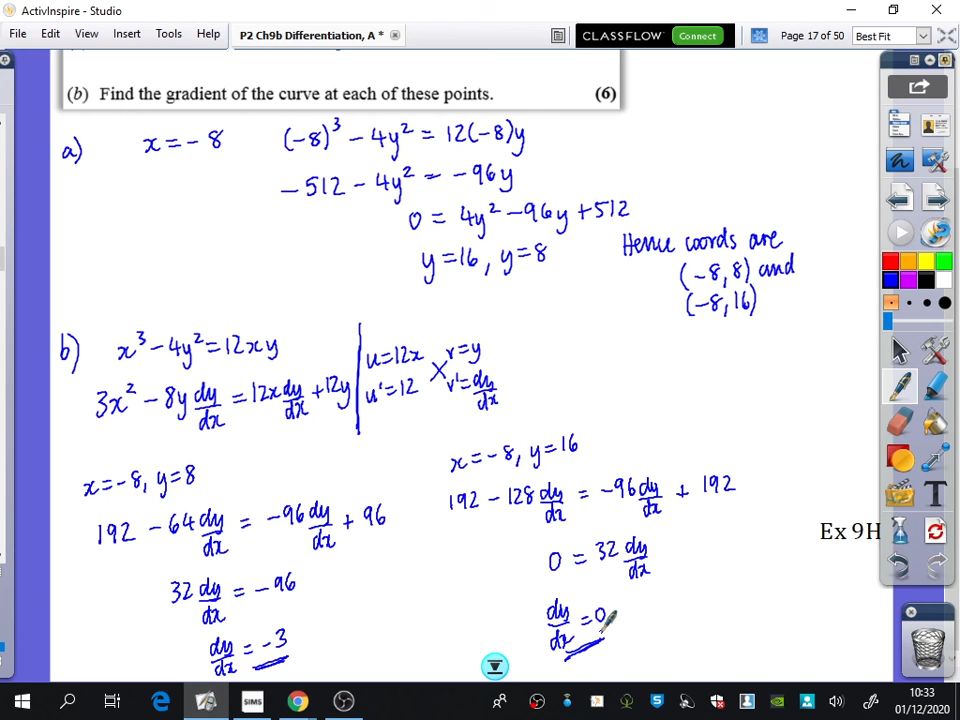 ActivInspire - Studio
File Edit View Insert Tools Help
P2 Ch9b Differentiation, A *
CLASSFLOW Connect
Page 17 of 50
Best Fit
(b) Find the gradient of the curve at each of these points. (6)
a) x = -8 (-8)³ - 4y² = 12(-8)y
-512 - 4y² = -96y
0 = 4y² - 96y + 512
y = 16, y = 8
Hence coords are
(-8, 8) and
(-8, 16)
b) x³ - 4y² = 12xy
3x² - 8y dy/dx = 12x dy/dx + 12y
u = 12x v = y
u' = 12 v' = dy/dx
x = -8, y = 8
192 - 64 dy/dx = -96 dy/dx + 96
32 dy/dx = -96
dy/dx = -3
x = -8, y = 16
192 - 128 dy/dx = -96 dy/dx + 192
0 = 32 dy/dx
dy/dx = 0
Ex 9H
SIMS
10:33
01/12/2020